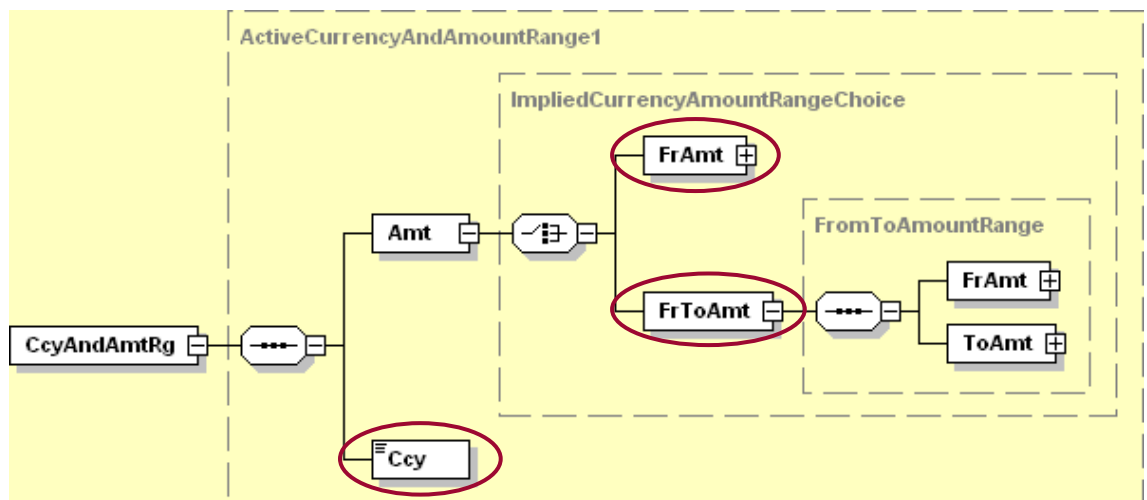 ActiveCurrencyAndAmountRange1
ImpliedCurrencyAmountRangeChoice
FrAmt
Amt
FromToAmountRange
FrAmt
FrToAmt
CcyAndAmtRg
ToAmt
Ccy